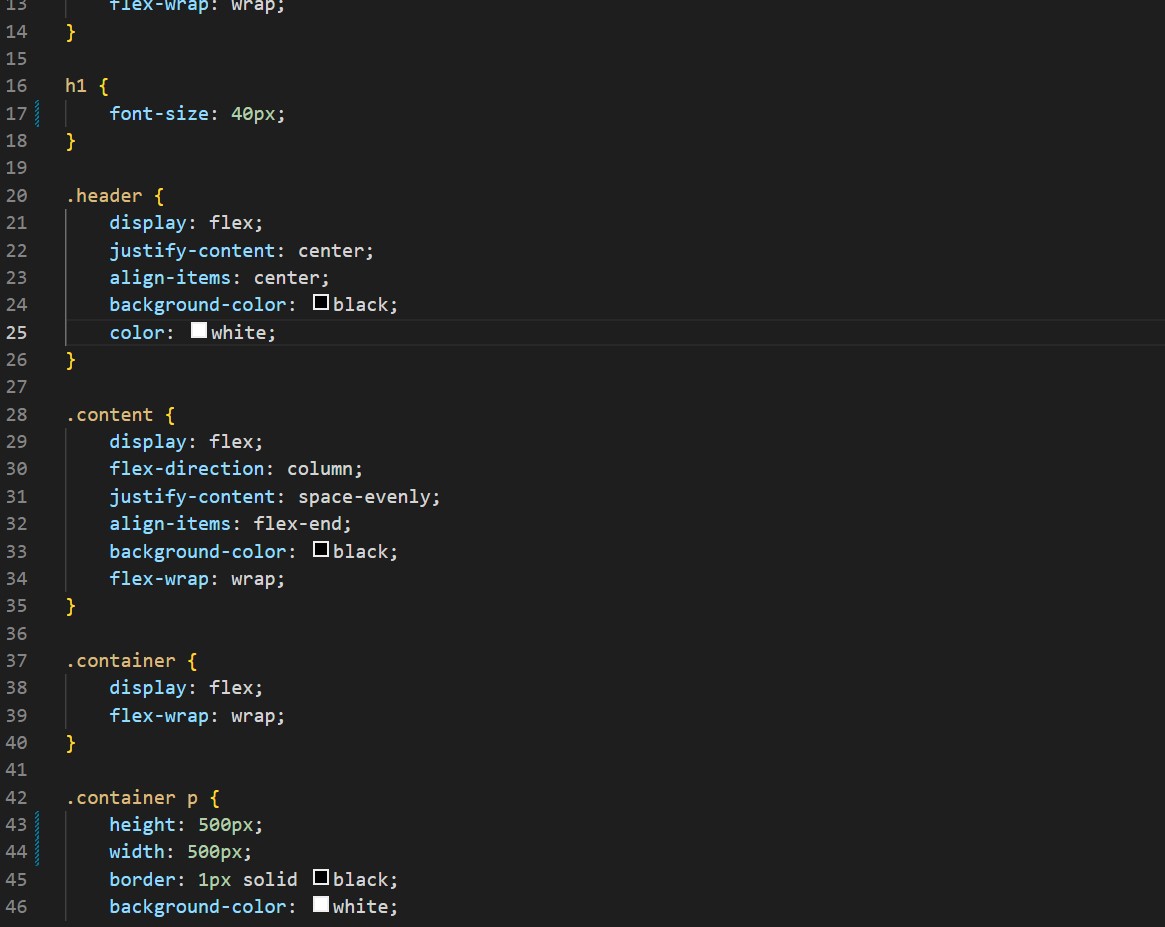 13 flex-wrap: wrap;
14 }
15
16 h1 {
17 font-size: 40px;
18 }
19
20 .header {
21 display: flex;
22 justify-content: center;
23 align-items: center;
24 background-color: black;
25 color: white;
26 }
27
28 .content {
29 display: flex;
30 flex-direction: column;
31 justify-content: space-evenly;
32 align-items: flex-end;
33 background-color: black;
34 flex-wrap: wrap;
35 }
36
37 .container {
38 display: flex;
39 flex-wrap: wrap;
40 }
41
42 .container p {
43 height: 500px;
44 width: 500px;
45 border: 1px solid black;
46 background-color: white;